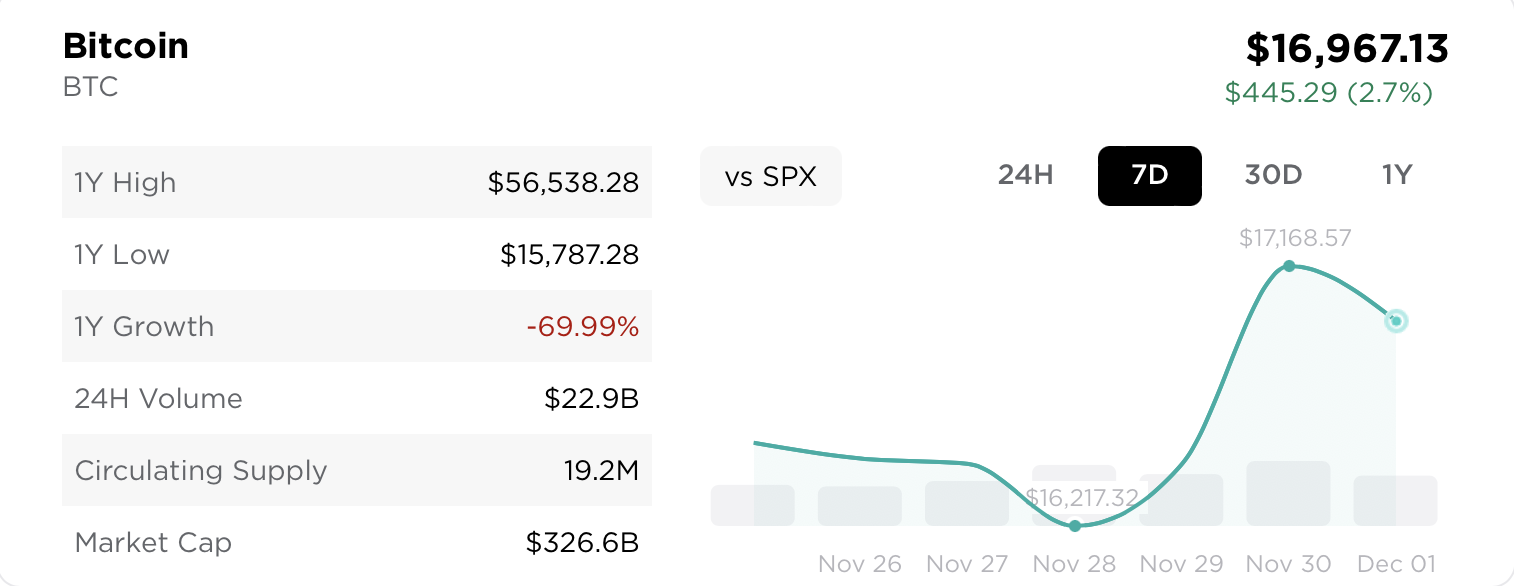 Bitcoin
$16,967.13
BTC
$445.29 (2.7%)
1Y High $56,538.28
1Y Low $15,787.28
1Y Growth -69.99%
24H Volume $22.9B
Circulating Supply 19.2M
Market Cap $326.6B
vs SPX 24H 7D 30D 1Y
$17,168.57
$16,217.32
Nov 26 Nov 27 Nov 28 Nov 29 Nov 30 Dec 01